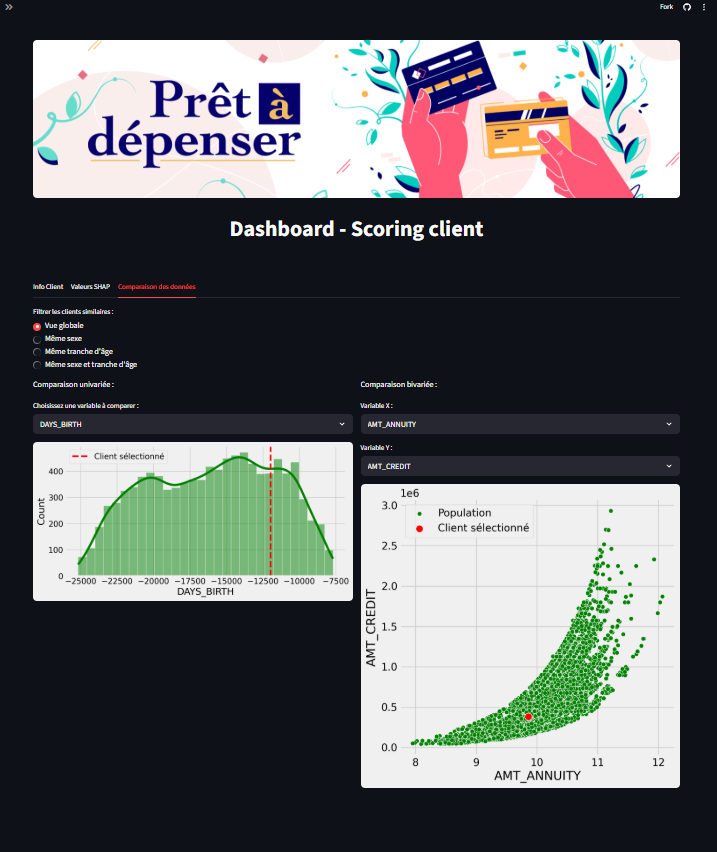 Fork
Prêt à
dépenser
Dashboard - Scoring client
Info Client Valeurs SHAP Comparaison des données
Filtrer les clients similaires :
Vue globale
Même sexe
Même tranche d'âge
Même sexe et tranche d'âge
Comparaison univariée :
Choisissez une variable à comparer :
DAYS_BIRTH
Client sélectionné
400
300
200
100
0
Count
−25000 −22500 −20000 −17500 −15000 −12500 −10000 −7500
DAYS_BIRTH
Comparaison bivariée :
Variable X :
AMT_ANNUITY
Variable Y :
AMT_CREDIT
1e6
Population
Client sélectionné
3.0
2.5
2.0
1.5
1.0
0.5
0.0
AMT_CREDIT
8 9 10 11 12
AMT_ANNUITY